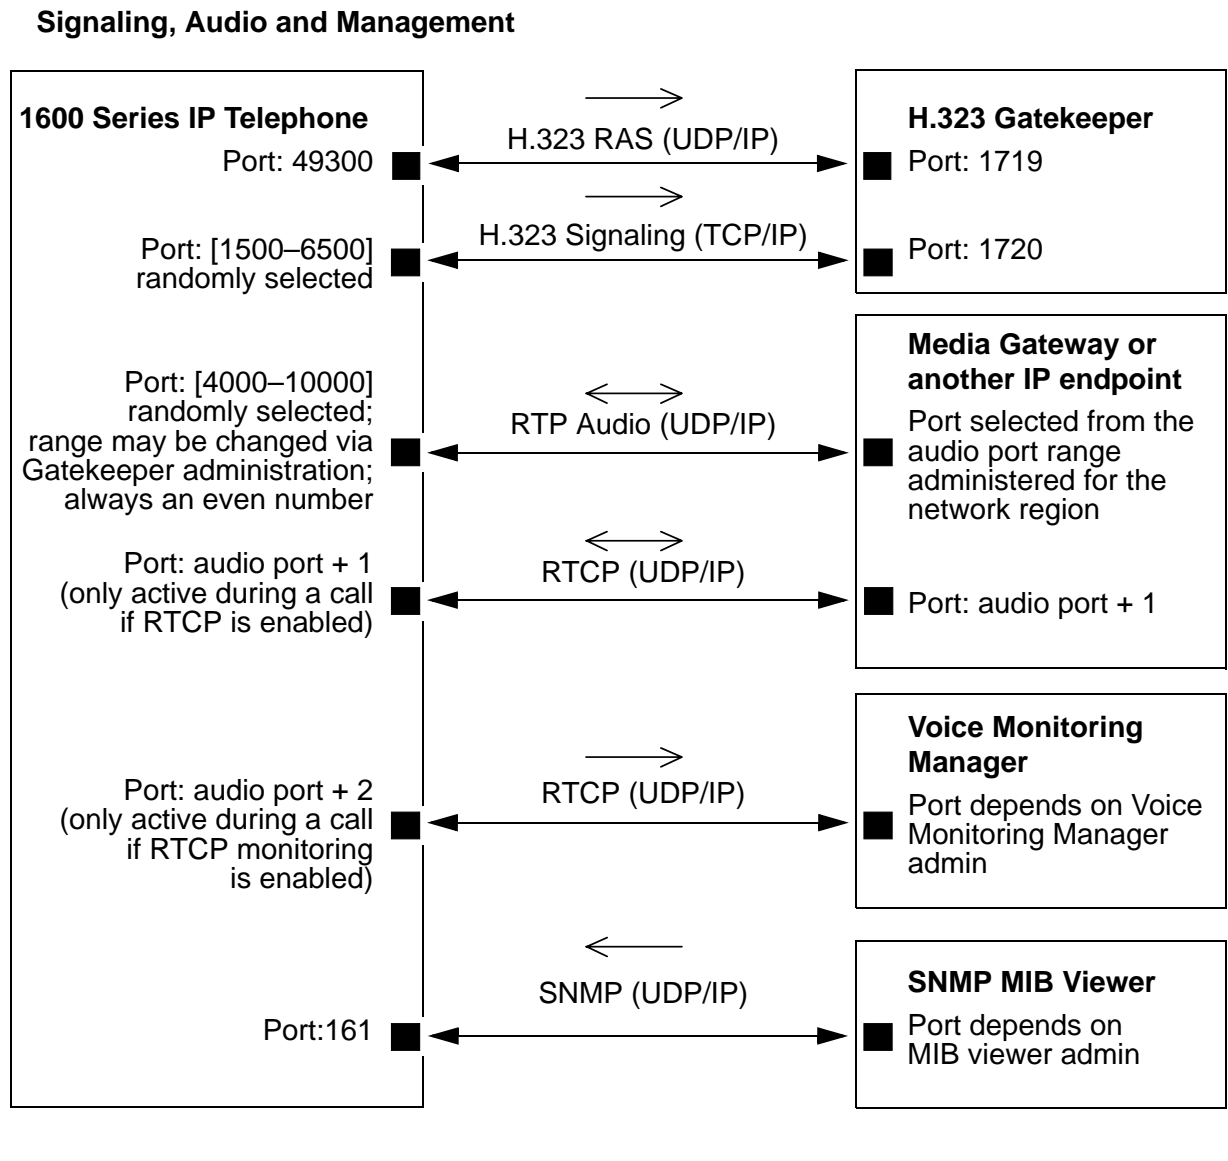 Signaling, Audio and Management
1600 Series IP Telephone
Port: 49300
H.323 RAS (UDP/IP)
H.323 Gatekeeper
Port: 1719
Port: [1500–6500]
randomly selected
H.323 Signaling (TCP/IP)
Port: 1720
Port: [4000–10000]
randomly selected;
range may be changed via
Gatekeeper administration;
always an even number
RTP Audio (UDP/IP)
Media Gateway or
another IP endpoint
Port selected from the
audio port range
administered for the
network region
Port: audio port + 1
(only active during a call
if RTCP is enabled)
RTCP (UDP/IP)
Port: audio port + 1
Port: audio port + 2
(only active during a call
if RTCP monitoring
is enabled)
RTCP (UDP/IP)
Voice Monitoring
Manager
Port depends on Voice
Monitoring Manager
admin
Port:161
SNMP (UDP/IP)
SNMP MIB Viewer
Port depends on
MIB viewer admin